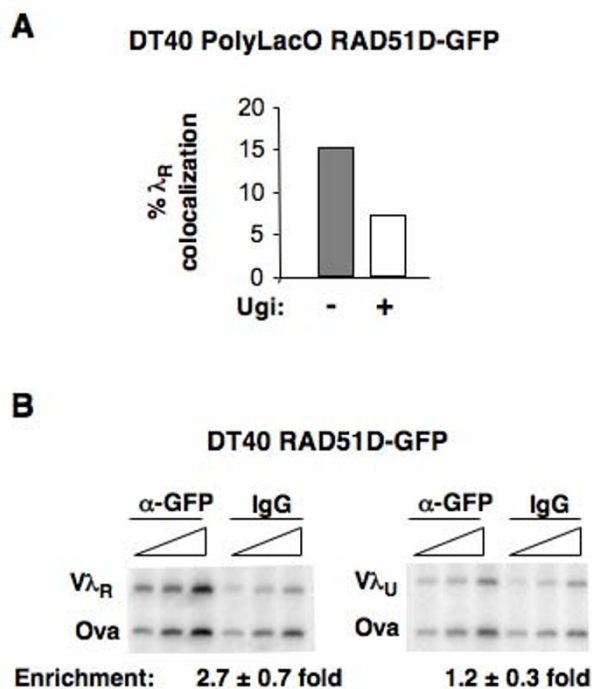 A
DT40 PolyLacO RAD51D-GFP
% λR
colocalization
20
15
10
5
0
Ugi: - +
B
DT40 RAD51D-GFP
α-GFP IgG α-GFP IgG
VλR VλU
Ova Ova
Enrichment: 2.7 ± 0.7 fold 1.2 ± 0.3 fold